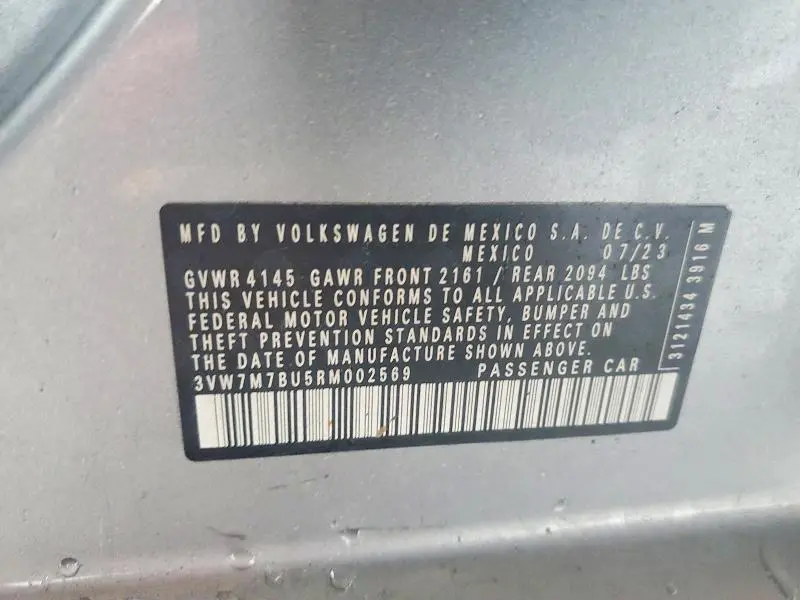 MFD BY VOLKSWAGEN DE MEXICO S.A. DE C.V.
MEXICO 07/23
GVWR 4145 GAWR FRONT 2161 / REAR 2094 LBS
THIS VEHICLE CONFORMS TO ALL APPLICABLE U.S.
FEDERAL MOTOR VEHICLE SAFETY, BUMPER AND
THEFT PREVENTION STANDARDS IN EFFECT ON
THE DATE OF MANUFACTURE SHOWN ABOVE.
3VW7M7BU5RM002569 PASSENGER CAR
3121434 3916 M